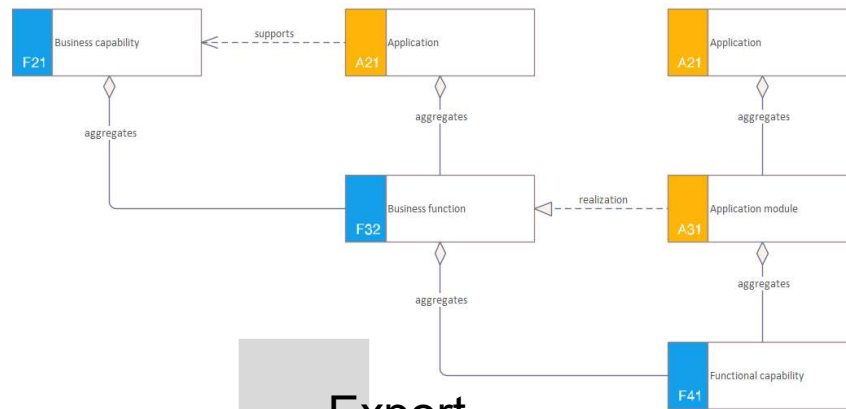 Business capability
F21
supports
Application
A21
Application
A21
aggregates
aggregates
aggregates
Business function
F32
realization
Application module
A31
aggregates
aggregates
Functional capability
F41
Export